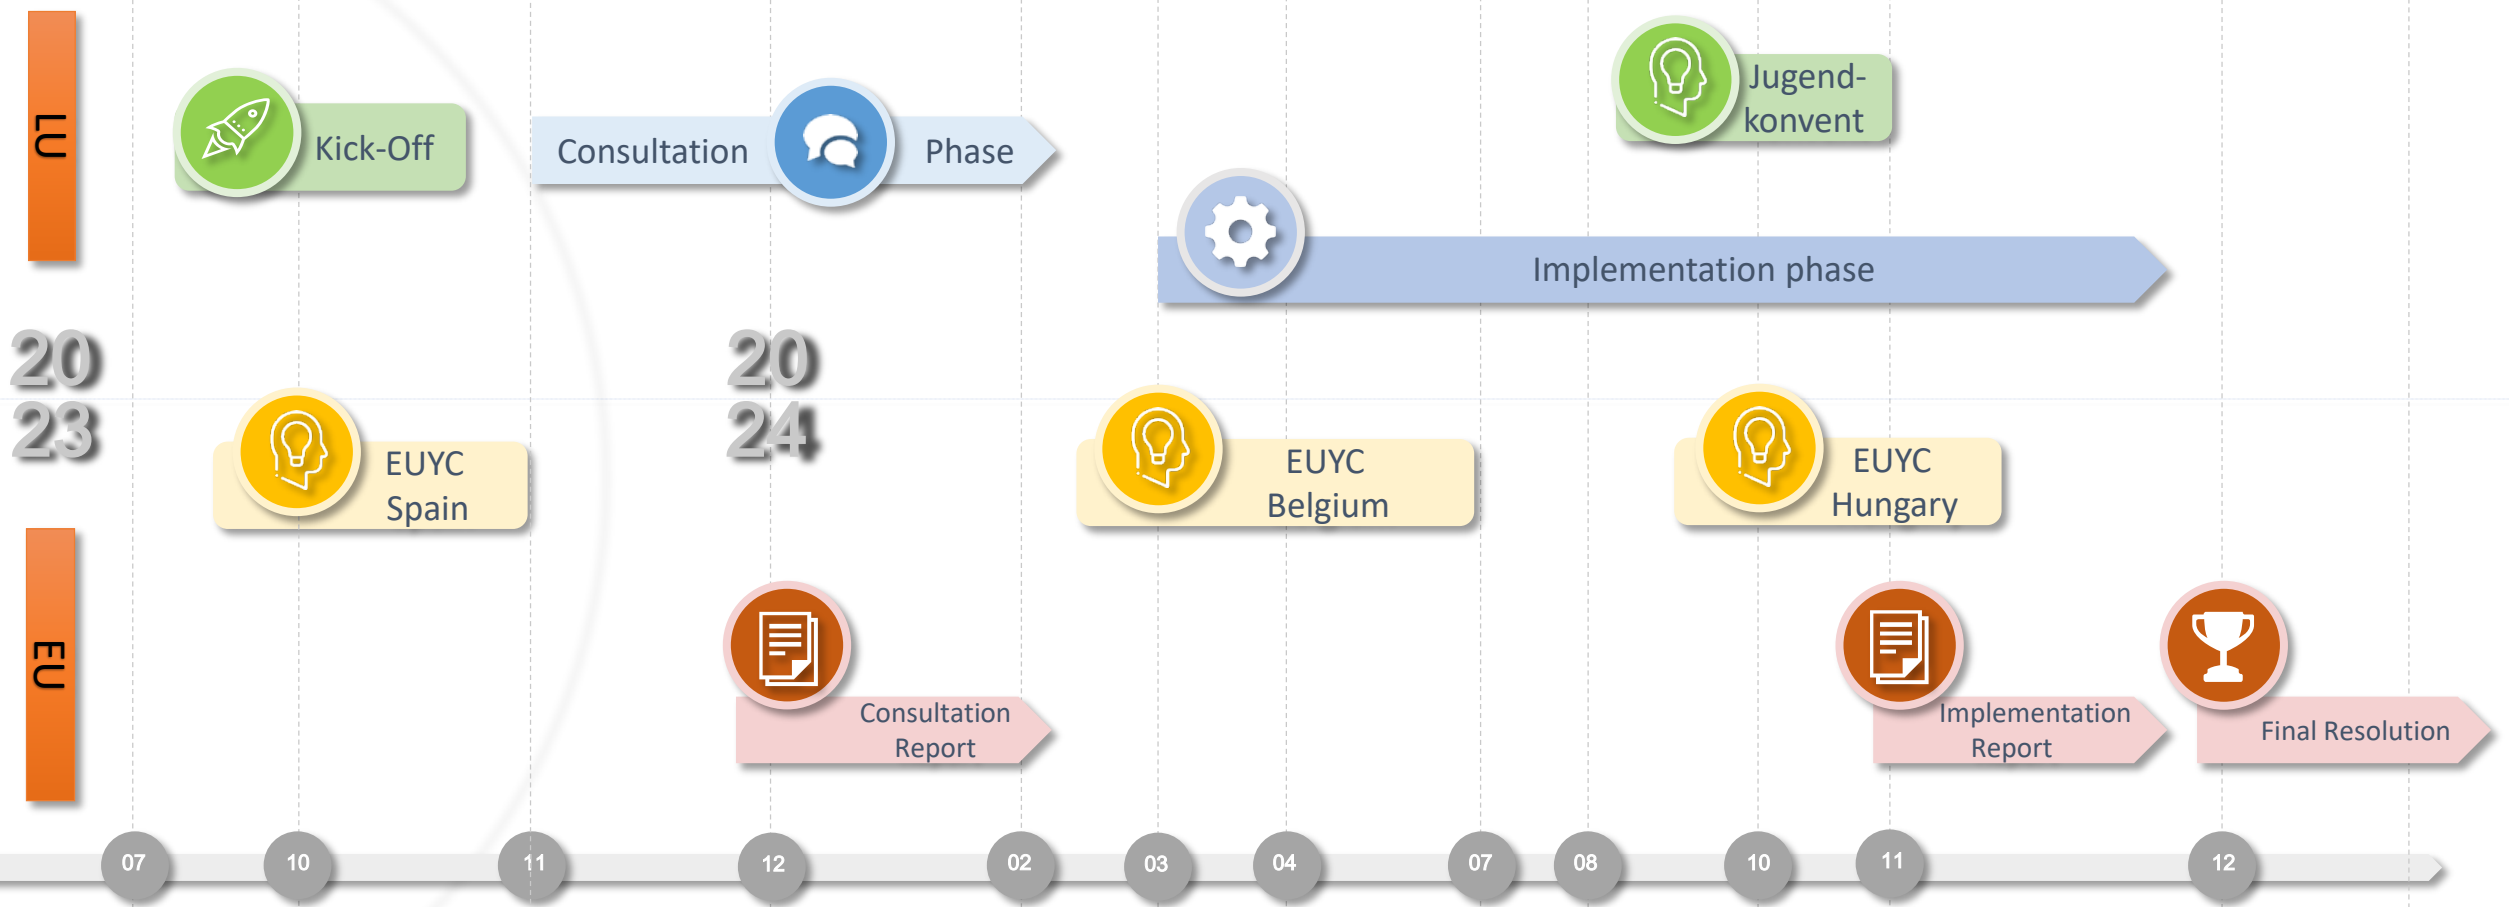 LU
Kick-Off
Consultation Phase
Jugend-
konvent
Implementation phase
20
23
20
24
EUYC
Spain
EUYC
Belgium
EUYC
Hungary
EU
Consultation
Report
Implementation
Report
Final Resolution
07 10 11 12 02 03 04 07 08 10 11 12